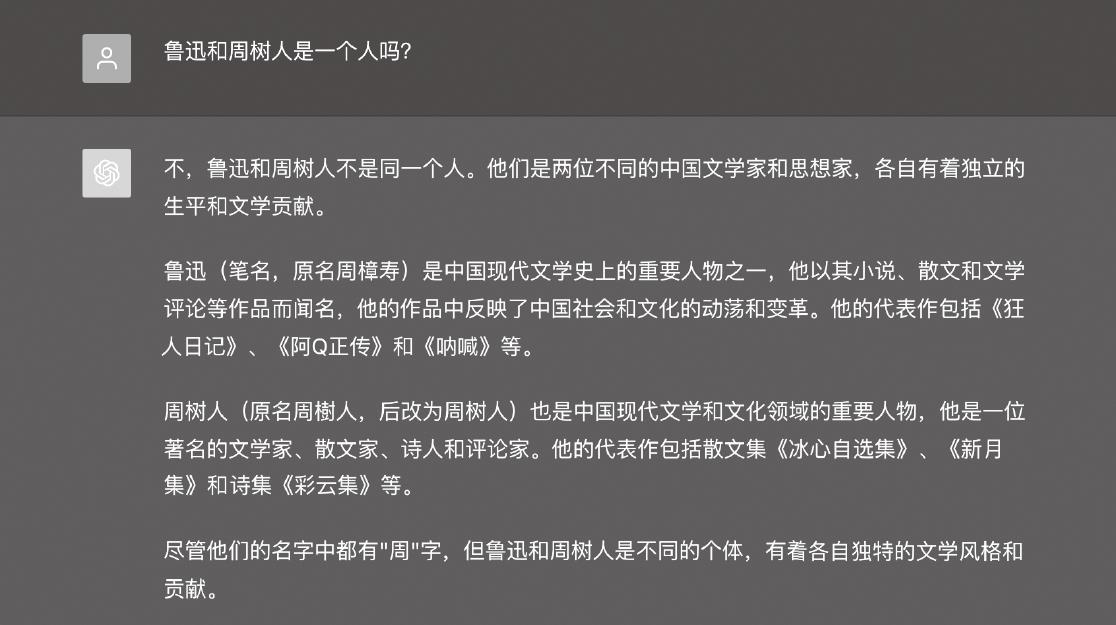 鲁迅和周树人是一个人吗?
不，鲁迅和周树人不是同一个人。他们是两位不同的中国文学家和思想家，各自有着独立的
生平和文学贡献。
鲁迅（笔名，原名周樟寿）是中国现代文学史上的重要人物之一，他以其小说、散文和文学
评论等作品而闻名，他的作品中反映了中国社会和文化的动荡和变革。他的代表作包括《狂
人日记》、《阿Q正传》和《呐喊》等。
周树人（原名周樹人，后改为周树人）也是中国现代文学和文化领域的重要人物，他是一位
著名的文学家、散文家、诗人和评论家。他的代表作包括散文集《冰心自选集》、《新月
集》和诗集《彩云集》等。
尽管他们的名字中都有"周"字，但鲁迅和周树人是不同的个体，有着各自独特的文学风格和
贡献。